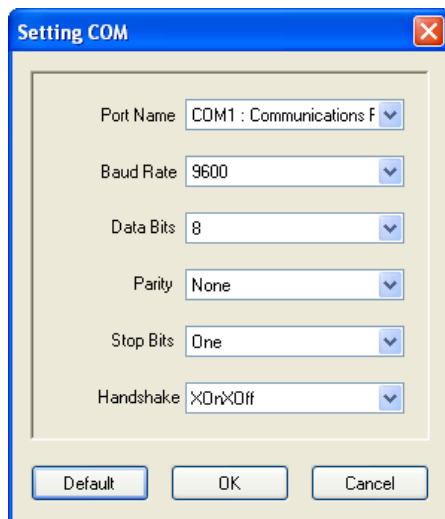 Setting COM
Port Name COM1 : Communications
Baud Rate 9600
Data Bits 8
Parity None
Stop Bits One
Handshake XOnXOff
Default OK Cancel